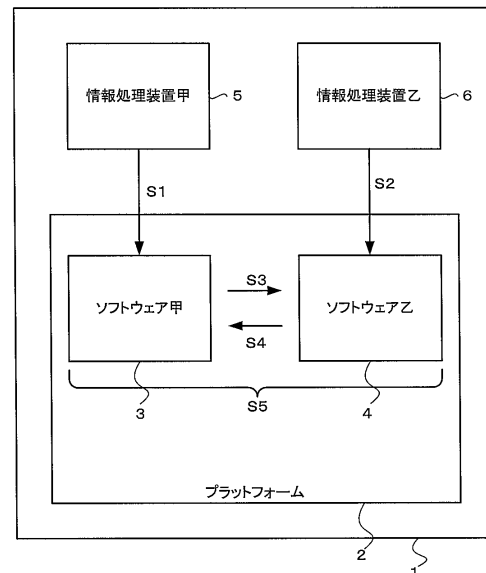 情報処理装置甲
5
情報処理装置乙
6
S1
S2
ソフトウェア甲
S3
S4
ソフトウェア乙
3
S5
4
プラットフォーム
2
1